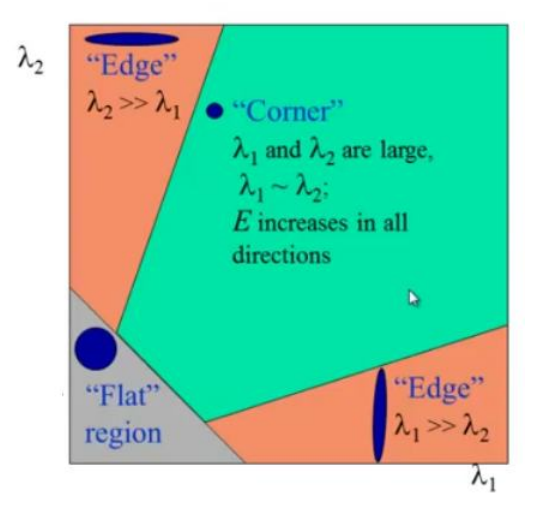 λ₂
“Edge”
λ₂ >> λ₁
“Corner”
λ₁ and λ₂ are large,
λ₁ ~ λ₂;
E increases in all
directions
“Flat”
region
“Edge”
λ₁ >> λ₂
λ₁